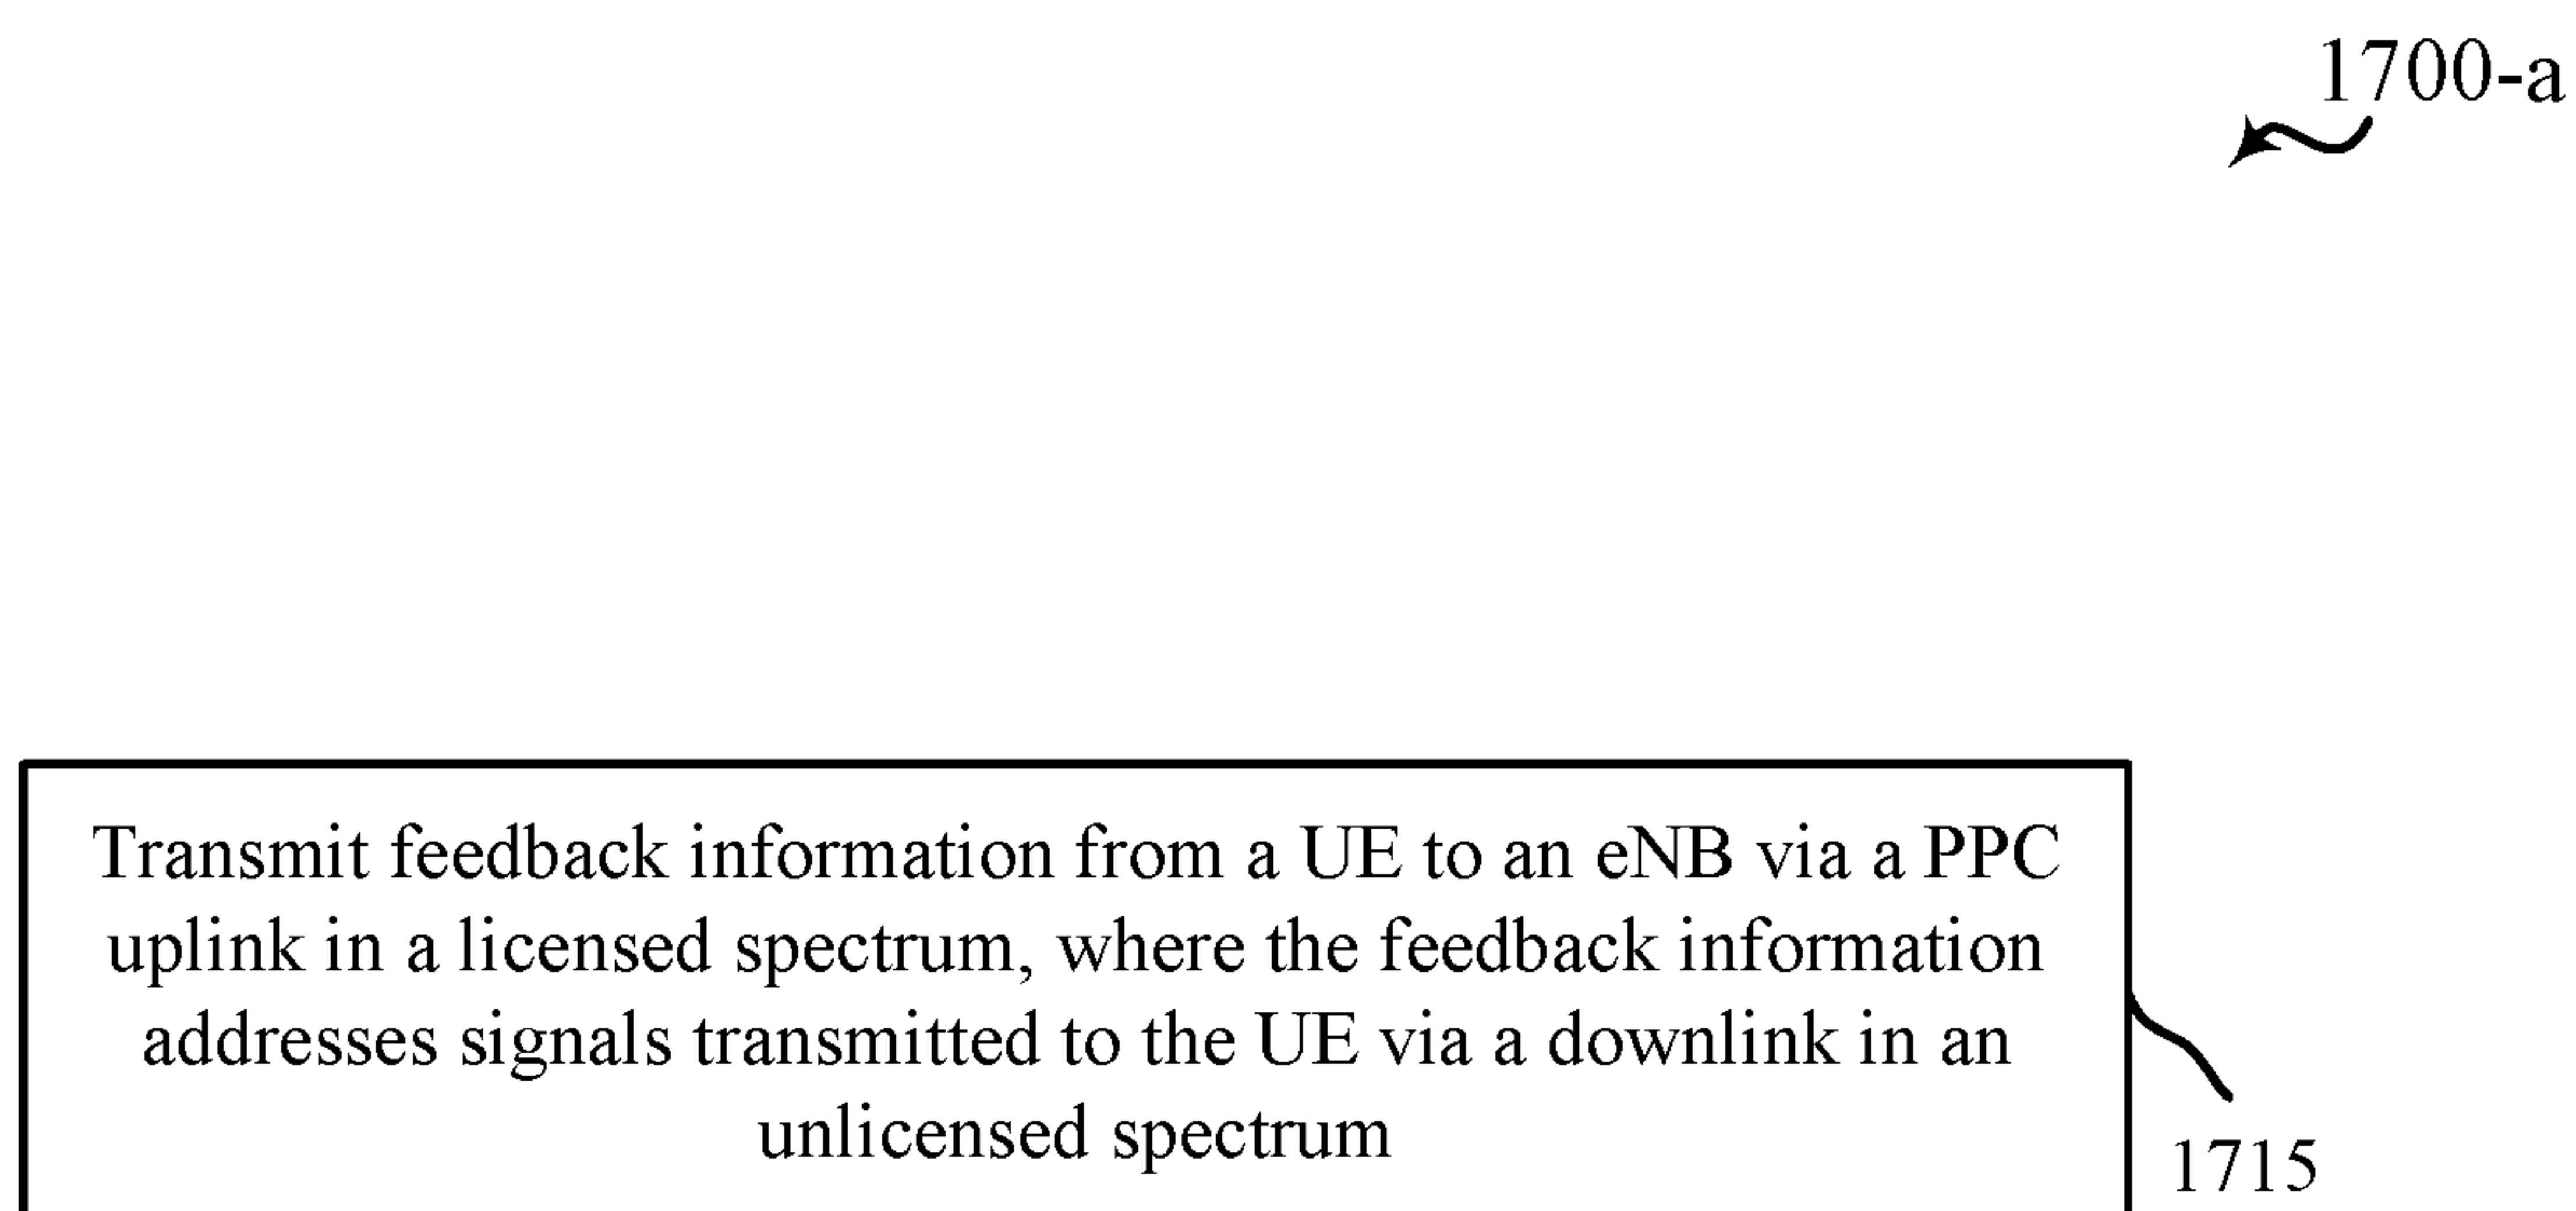 1700-a
Transmit feedback information from a UE to an eNB via a PPC
uplink in a licensed spectrum, where the feedback information
addresses signals transmitted to the UE via a downlink in an
unlicensed spectrum
1715